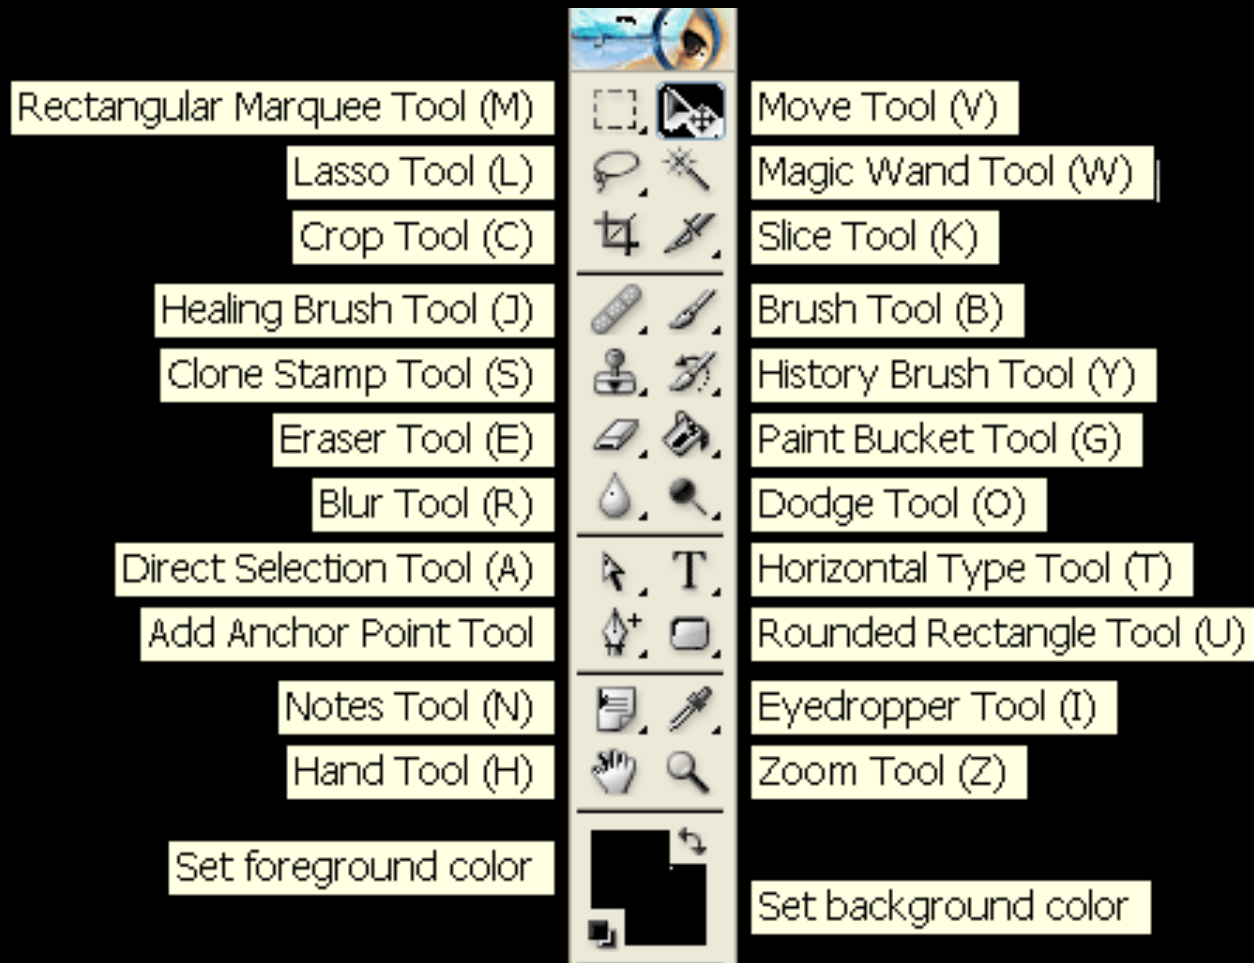 Rectangular Marquee Tool (M)
Move Tool (V)
Lasso Tool (L)
Magic Wand Tool (W)
Crop Tool (C)
Slice Tool (K)
Healing Brush Tool (J)
Brush Tool (B)
Clone Stamp Tool (S)
History Brush Tool (Y)
Eraser Tool (E)
Paint Bucket Tool (G)
Blur Tool (R)
Dodge Tool (O)
Direct Selection Tool (A)
T
Horizontal Type Tool (T)
Add Anchor Point Tool
Rounded Rectangle Tool (U)
Notes Tool (N)
Eyedropper Tool (I)
Hand Tool (H)
Zoom Tool (Z)
Set foreground color
Set background color